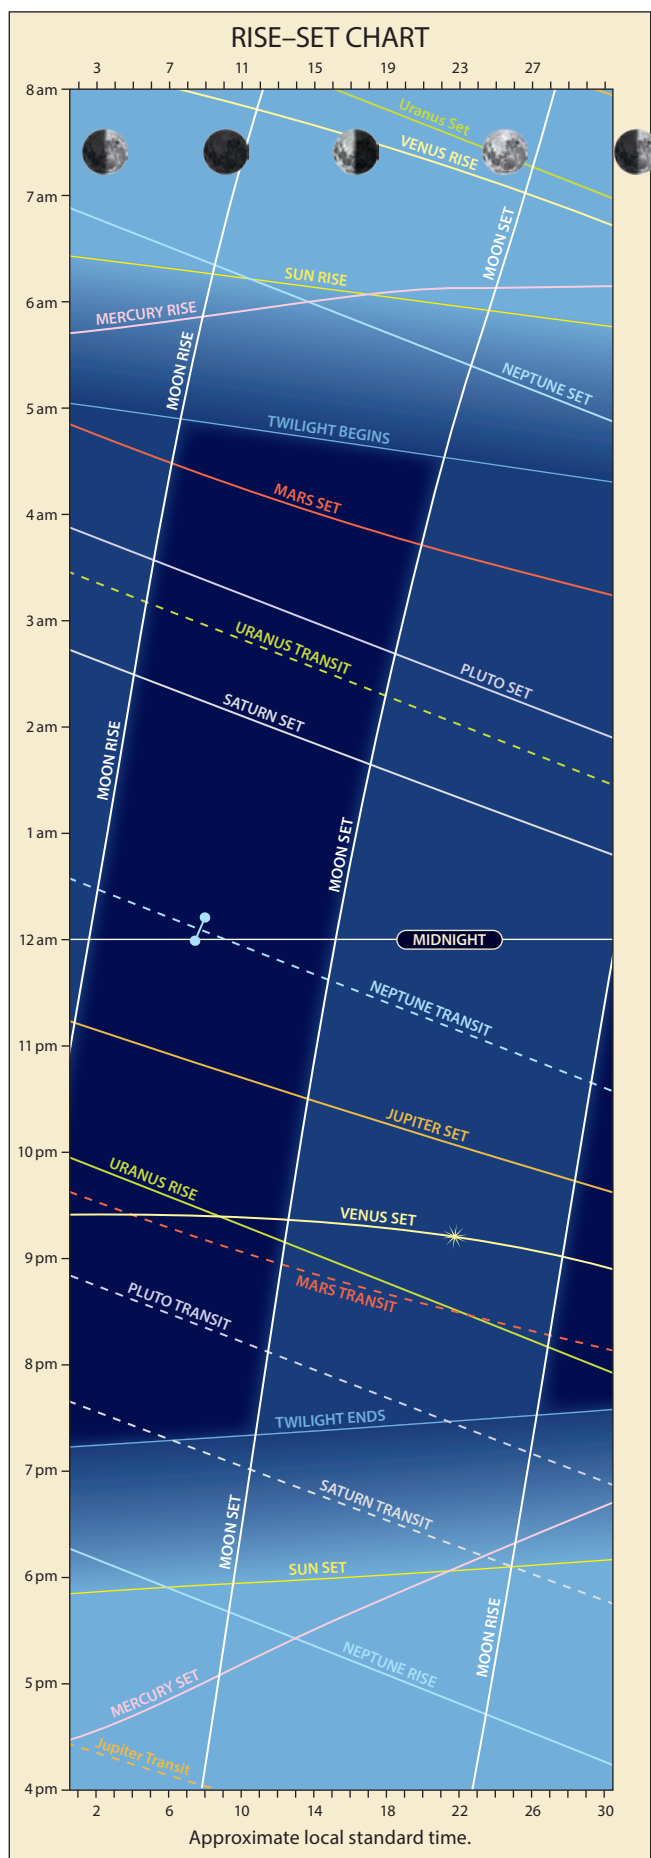 RISE–SET CHART
3 7 11 15 19 23 27
8 am
Uranus Set
VENUS RISE
7 am
MOON SET
SUN RISE
6 am
MERCURY RISE
MOON RISE
NEPTUNE SET
5 am
TWILIGHT BEGINS
MARS SET
4 am
3 am
URANUS TRANSIT
PLUTO SET
SATURN SET
2 am
MOON RISE
1 am
MOON SET
12 am
MIDNIGHT
NEPTUNE TRANSIT
11 pm
JUPITER SET
10 pm
URANUS RISE
VENUS SET
9 pm
MARS TRANSIT
PLUTO TRANSIT
8 pm
TWILIGHT ENDS
7 pm
SATURN TRANSIT
MOON SET
6 pm
SUN SET
MOON RISE
NEPTUNE RISE
5 pm
MERCURY SET
Jupiter Transit
4 pm
2 6 10 14 18 22 26 30
Approximate local standard time.